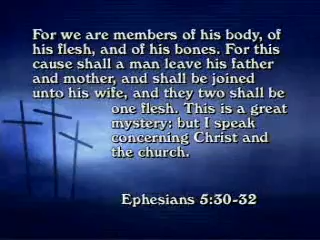 For we are members of his body, of
his flesh, and of his bones. For this
cause shall a man leave his father
and mother, and shall be joined
unto his wife, and they two shall be
one flesh. This is a great
mystery: but I speak
concerning Christ and
the church.
Ephesians 5:30-32